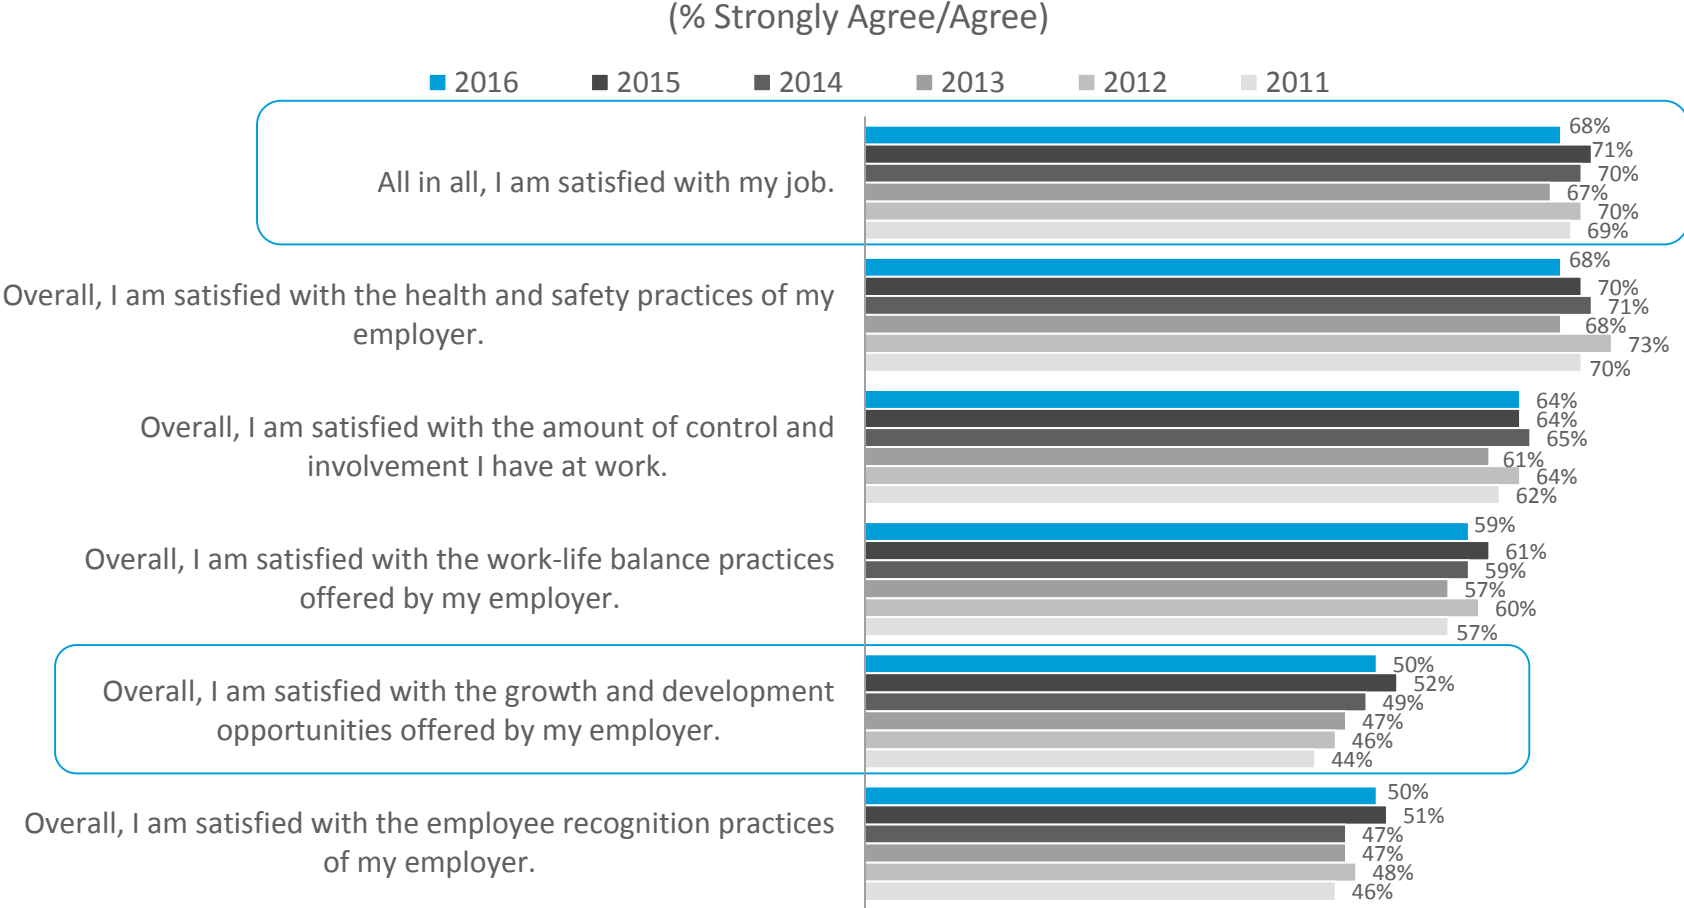 (% Strongly Agree/Agree)
2016 2015 2014 2013 2012 2011
All in all, I am satisfied with my job.
68%
71%
70%
67%
70%
69%
Overall, I am satisfied with the health and safety practices of my
employer.
68%
70%
71%
68%
73%
70%
Overall, I am satisfied with the amount of control and
involvement I have at work.
64%
64%
65%
61%
64%
62%
Overall, I am satisfied with the work-life balance practices
offered by my employer.
59%
61%
59%
57%
60%
57%
Overall, I am satisfied with the growth and development
opportunities offered by my employer.
50%
52%
49%
47%
46%
44%
Overall, I am satisfied with the employee recognition practices
of my employer.
50%
51%
47%
47%
48%
46%